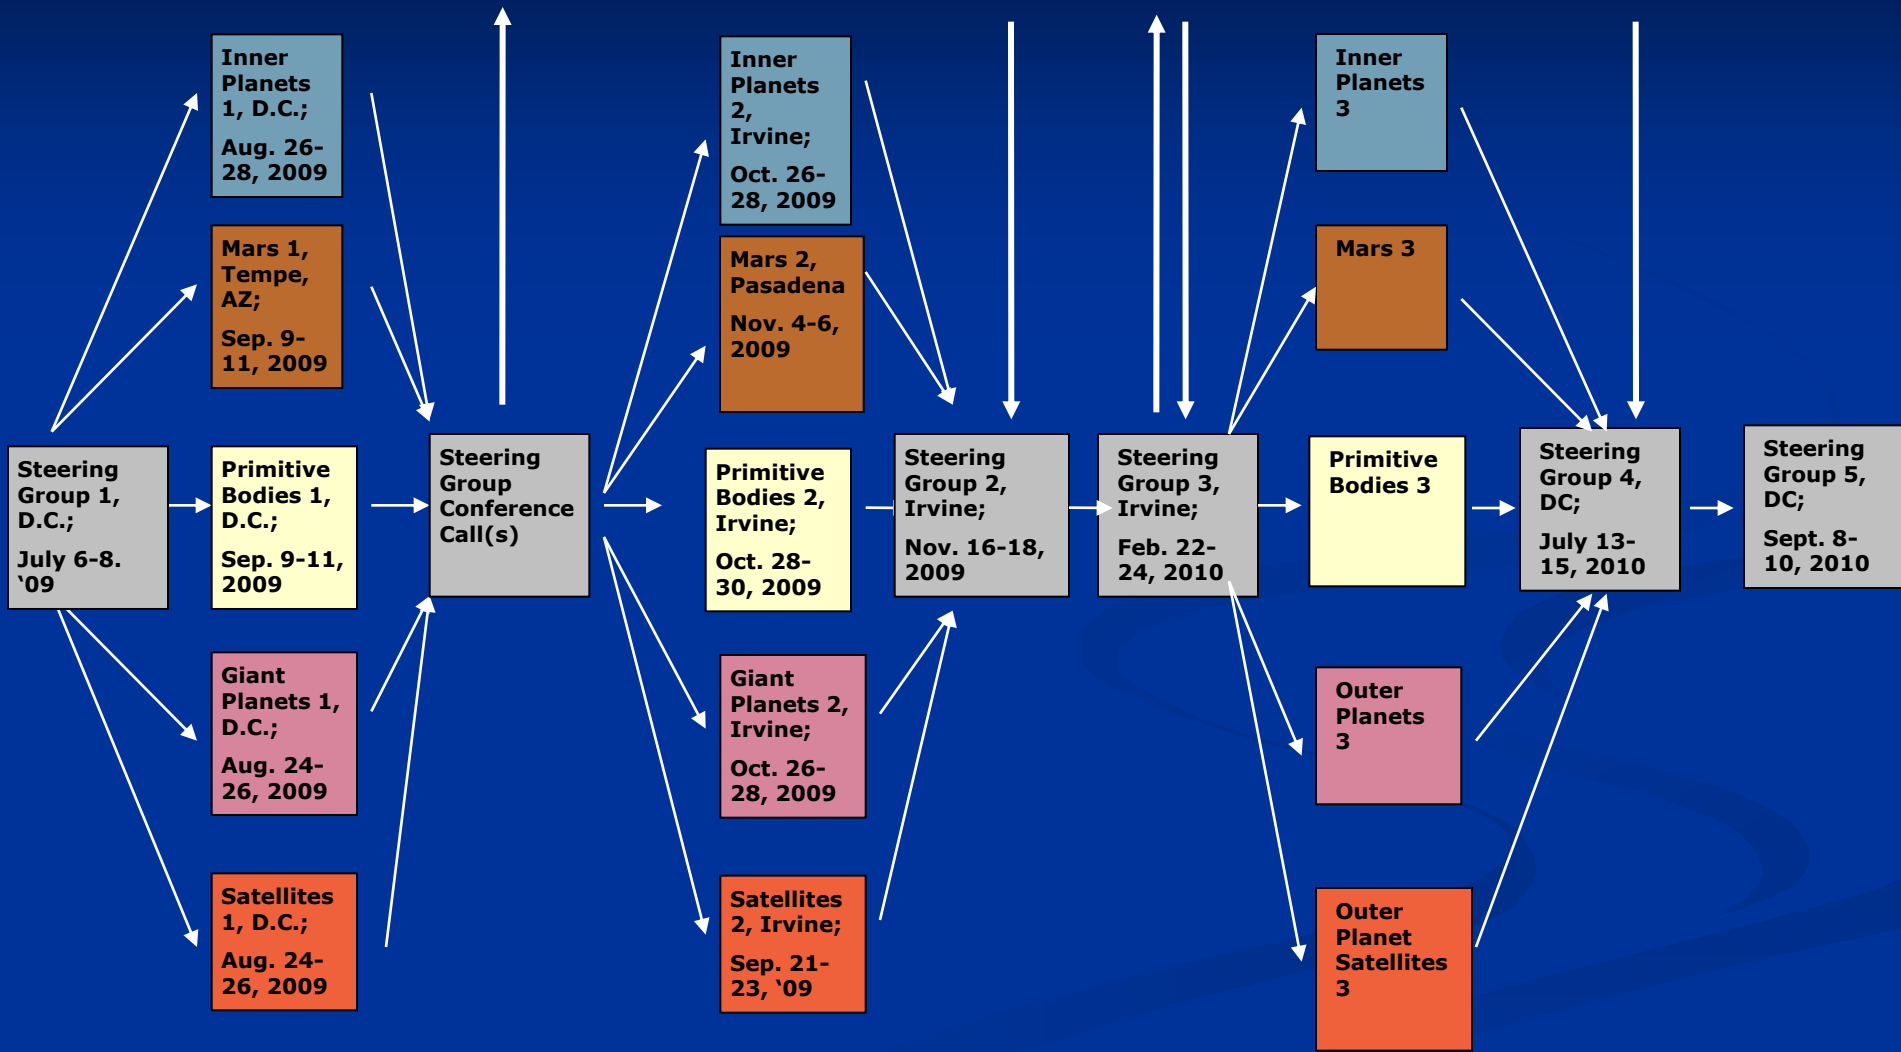 Steering
Group 1,
D.C.;
July 6-8.
‘09
Inner
Planets
1, D.C.;
Aug. 26-
28, 2009
Mars 1,
Tempe,
AZ;
Sep. 9-
11, 2009
Primitive
Bodies 1,
D.C.;
Sep. 9-11,
2009
Giant
Planets 1,
D.C.;
Aug. 24-
26, 2009
Satellites
1, D.C.;
Aug. 24-
26, 2009
Steering
Group
Conference
Call(s)
Inner
Planets
2,
Irvine;
Oct. 26-
28, 2009
Mars 2,
Pasadena
Nov. 4-6,
2009
Primitive
Bodies 2,
Irvine;
Oct. 28-
30, 2009
Giant
Planets 2,
Irvine;
Oct. 26-
28, 2009
Satellites
2, Irvine;
Sep. 21-
23, ‘09
Steering
Group 2,
Irvine;
Nov. 16-18,
2009
Steering
Group 3,
Irvine;
Feb. 22-
24, 2010
Inner
Planets
3
Mars 3
Primitive
Bodies 3
Outer
Planets
3
Outer
Planet
Satellites
3
Steering
Group 4,
DC;
July 13-
15, 2010
Steering
Group 5,
DC;
Sept. 8-
10, 2010